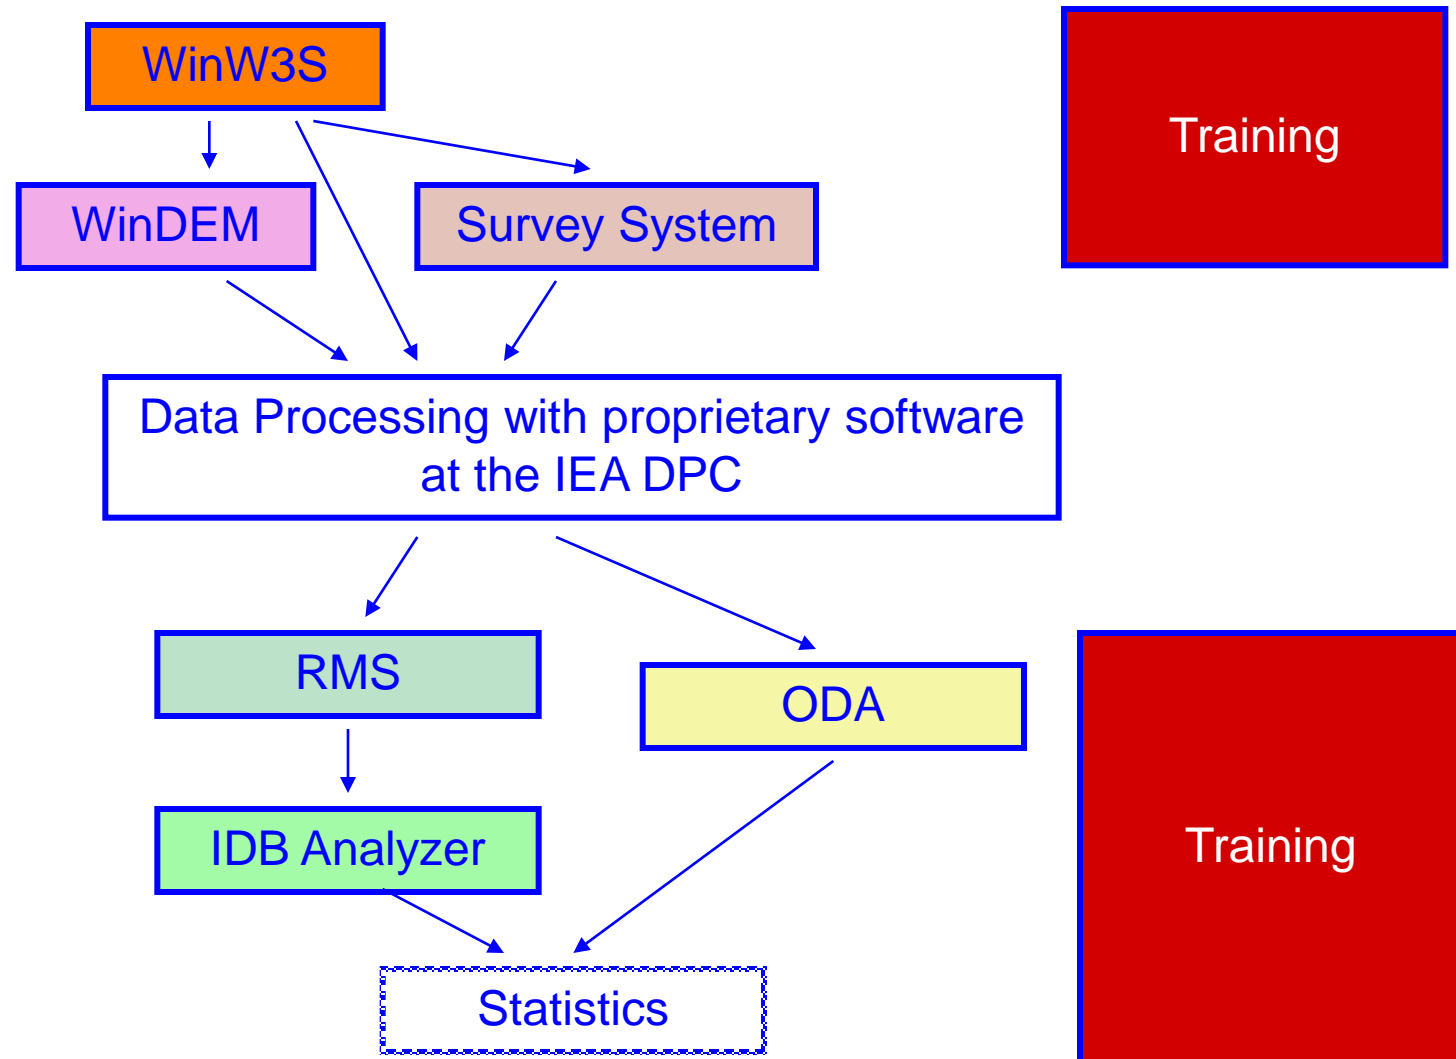 WinW3S
Training
WinDEM
Survey System
Data Processing with proprietary software
at the IEA DPC
RMS
ODA
IDB Analyzer
Training
Statistics